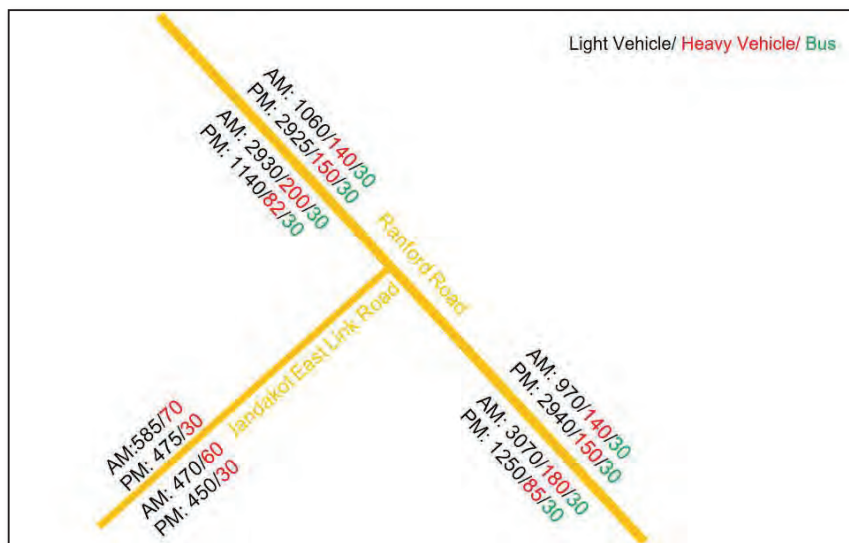 Light Vehicle/ Heavy Vehicle/ Bus
AM: 1060/140/30
PM: 2925/150/30
AM: 2930/200/30
PM: 1140/82/30
Ranford Road
Jandakot East Link Road
AM:585/70
PM: 475/30
AM: 470/60
PM: 450/30
AM: 970/140/30
PM: 2940/150/30
AM: 3070/180/30
PM: 1250/85/30